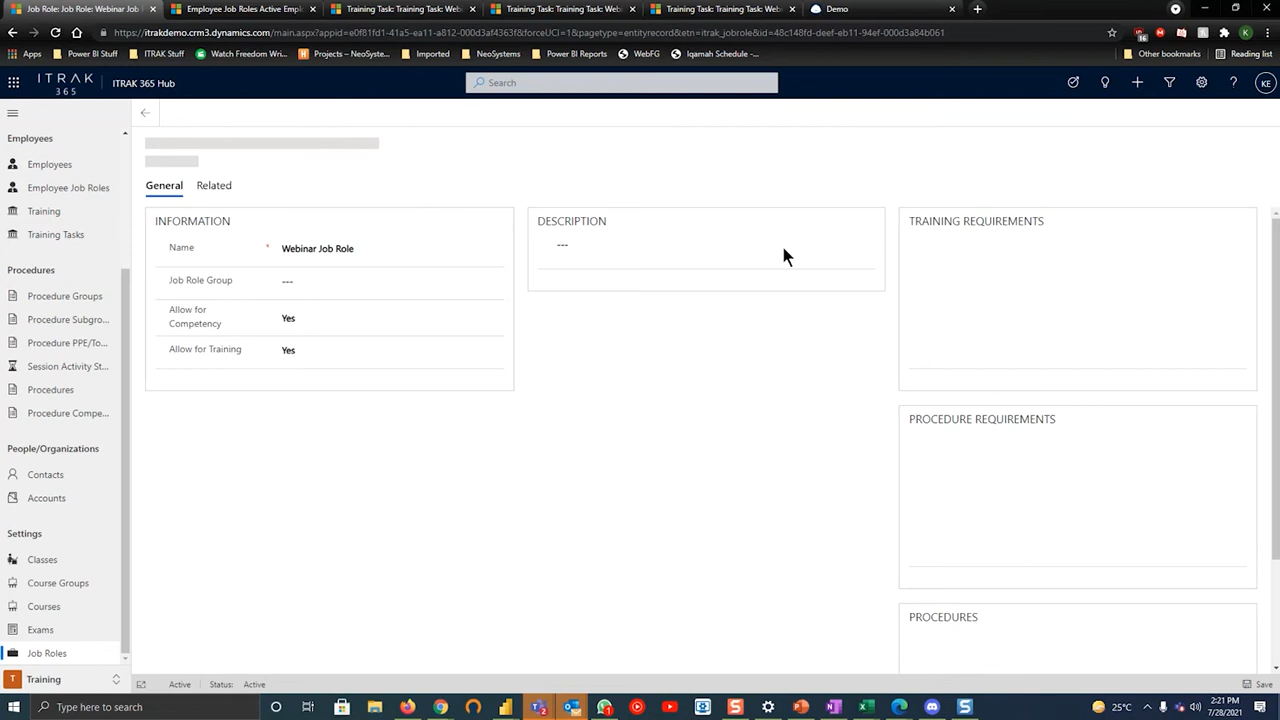 Job Role: Job Role: Webinar Job
Employee Job Roles Active Empl
Training Task: Training Task: Web
Training Task: Training Task: Web
Training Task: Training Task: Web
Demo
https://itrakdemo.crm3.dynamics.com/main.aspx?appid=e0f81fd1-41a5-ea11-a812-000d3af4363f&forceUCI=1&pagetype=entityrecord&etn=itrak_jobrole&id=48c148fd-deef-eb11-94ef-000d3a84b061
Apps
Power BI Stuff
ITRAK Stuff
Watch Freedom Wri...
Projects – NeoSyste...
Imported
NeoSystems
Power BI Reports
WebFG
Iqamah Schedule -...
Other bookmarks
Reading list
ITRAK 365
ITRAK 365 Hub
Search
KE
Employees
Employees
Employee Job Roles
Training
Training Tasks
Procedures
Procedure Groups
Procedure Subgro...
Procedure PPE/To...
Session Activity St...
Procedures
Procedure Compe...
People/Organizations
Contacts
Accounts
Settings
Classes
Course Groups
Courses
Exams
Job Roles
T Training
General Related
INFORMATION
Name * Webinar Job Role
Job Role Group ---
Allow for Competency Yes
Allow for Training Yes
DESCRIPTION
---
TRAINING REQUIREMENTS
PROCEDURE REQUIREMENTS
PROCEDURES
Active Status: Active
Save
Type here to search
25°C
2:21 PM
7/28/2021